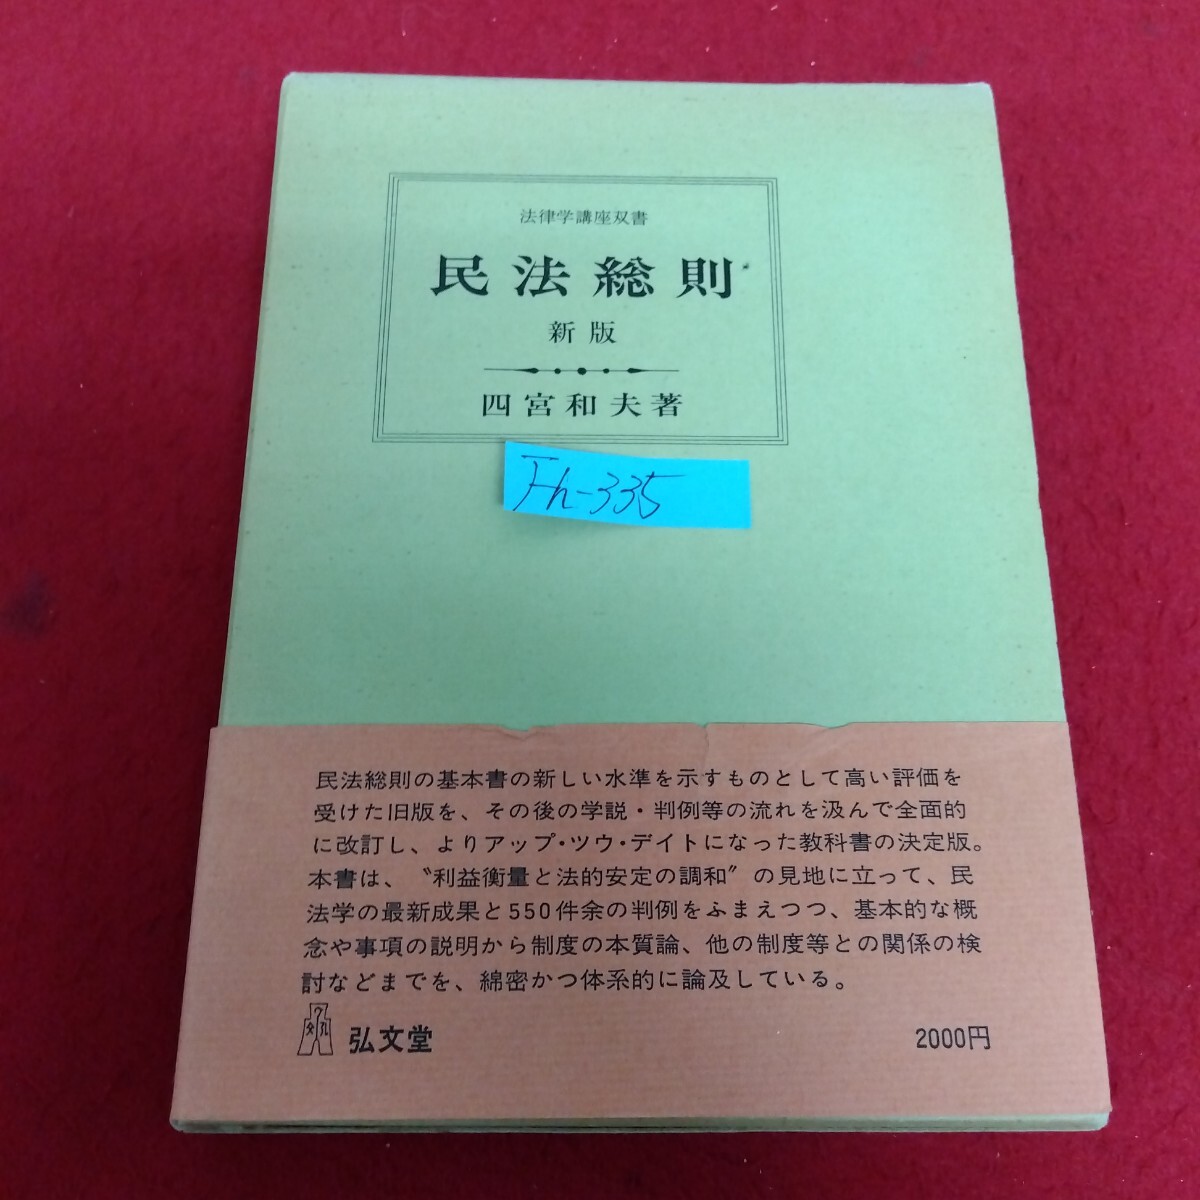 法律学講座双書
民法総則
新版
四宮和夫著
Fh-335
民法総則の基本書の新しい水準を示すものとして高い評価を
受けた旧版を、その後の学説・判例等の流れを汲んで全面的
に改訂し、よりアップ・ツウ・デイトになった教科書の決定版。
本書は、〝利益衡量と法的安定の調和〟の見地に立って、民
法学の最新成果と550件余の判例をふまえつつ、基本的な概
念や事項の説明から制度の本質論、他の制度等との関係の検
討などまでを、綿密かつ体系的に論及している。
弘文堂
2000円